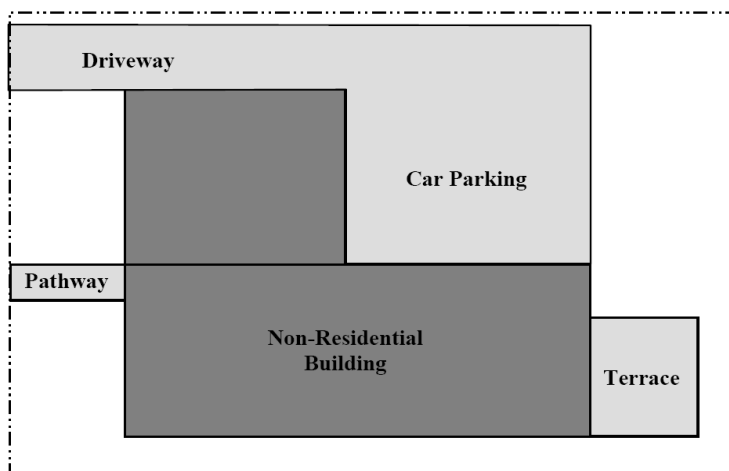 Driveway
Car Parking
Pathway
Non-Residential
Building
Terrace